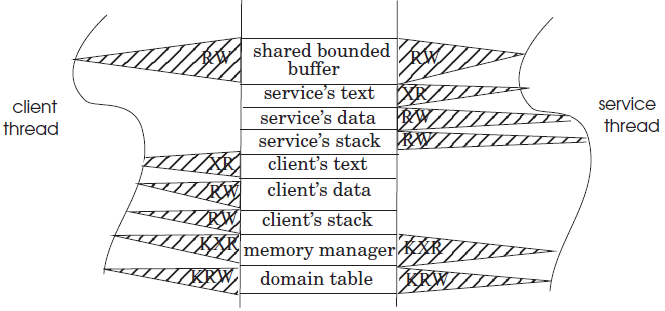 RW shared bounded buffer RW
service's text XR
client thread
service's data RW
service thread
service's stack RW
XR client's text
RW client's data
RW client's stack
KXR memory manager KXR
KRW domain table KRW